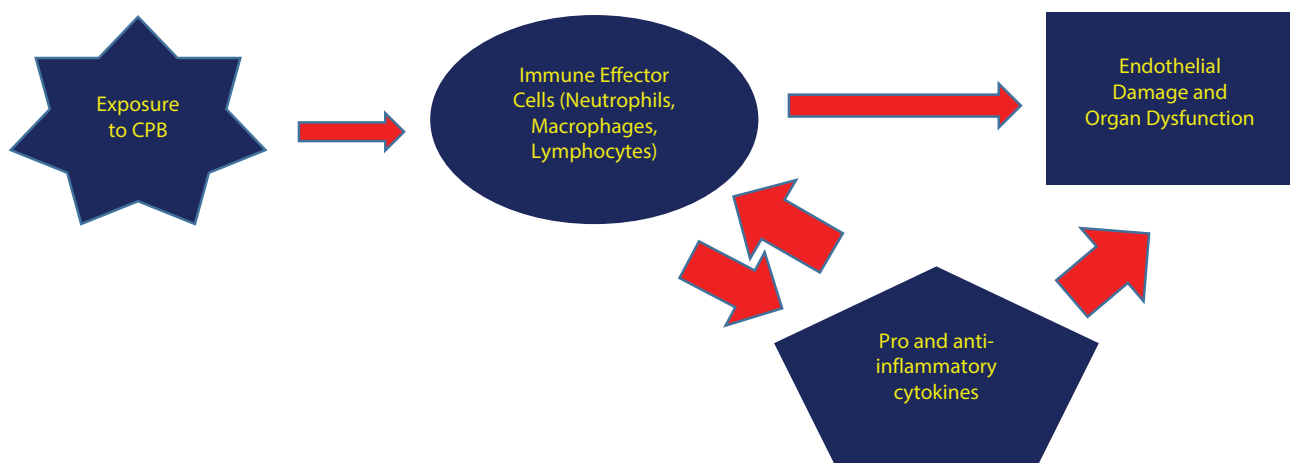 Exposure
to CPB
Immune Effector
Cells (Neutrophils,
Macrophages,
Lymphocytes)
Endothelial
Damage and
Organ Dysfunction
Pro and anti-
inflammatory
cytokines